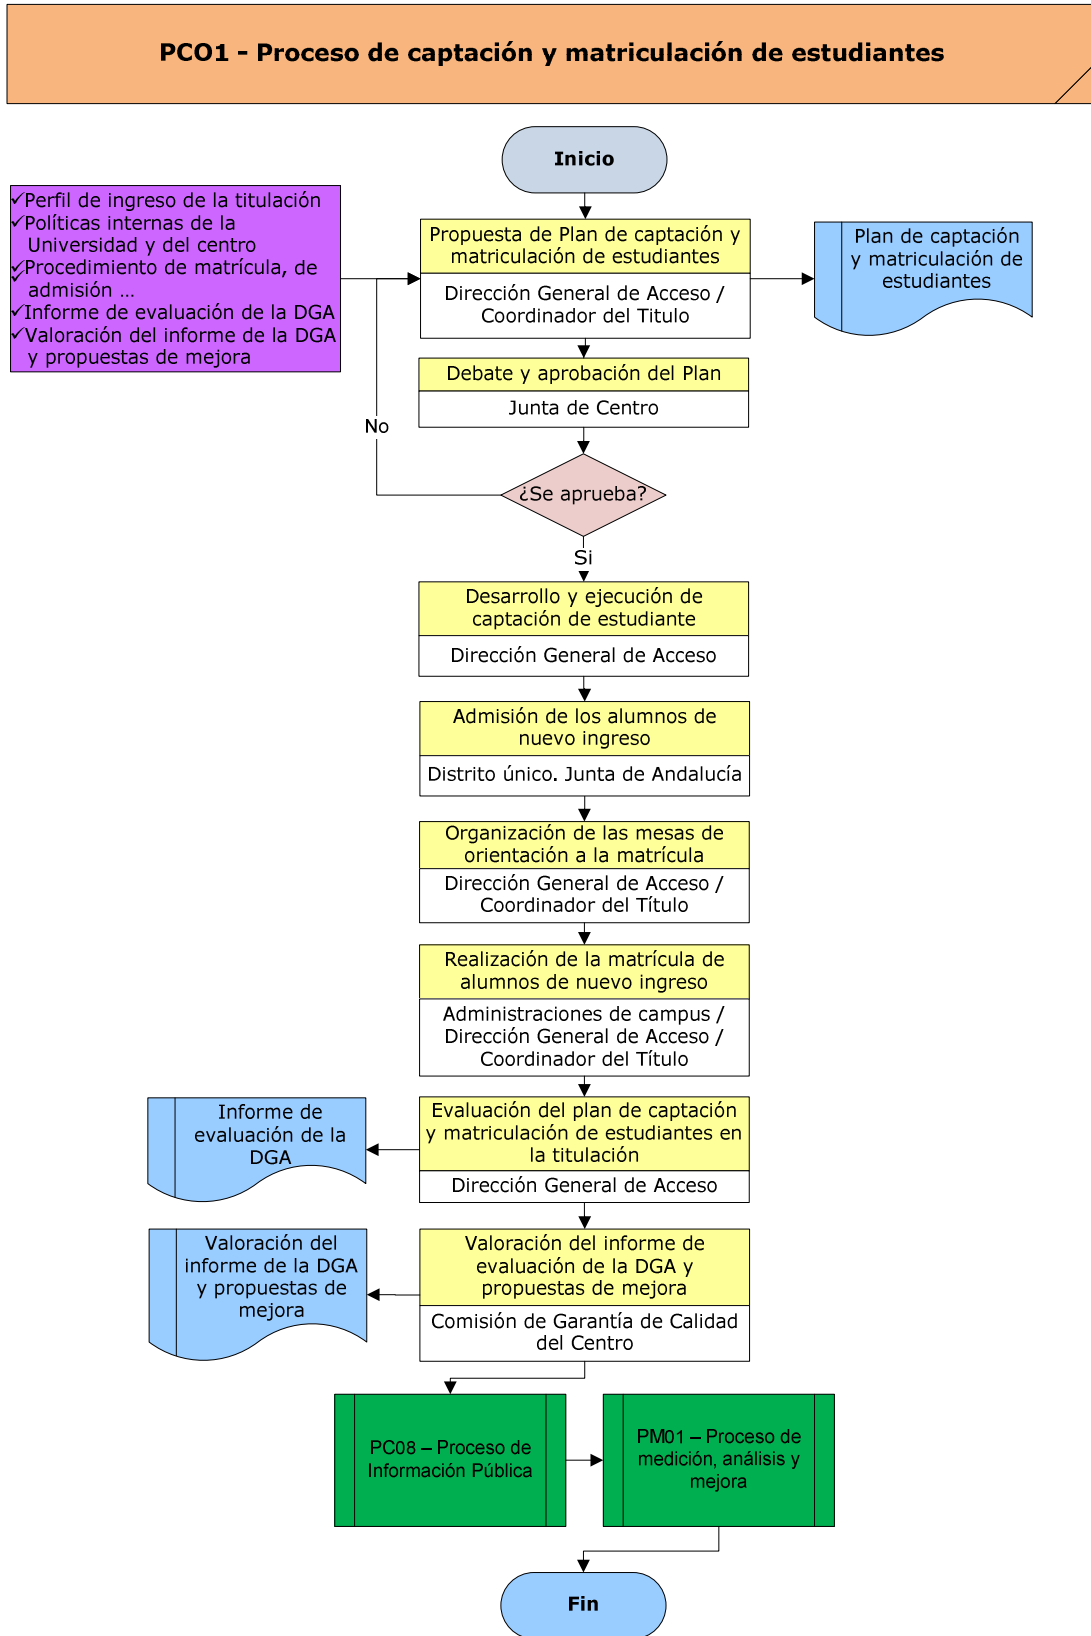 PCO1 - Proceso de captación y matriculación de estudiantes
Inicio
✓Perfil de ingreso de la titulación
✓Políticas internas de la
Universidad y del centro
✓Procedimiento de matrícula, de
✓admisión ...
✓Informe de evaluación de la DGA
✓Valoración del informe de la DGA
y propuestas de mejora
Propuesta de Plan de captación y
matriculación de estudiantes
Dirección General de Acceso /
Coordinador del Titulo
Plan de captación
y matriculación de
estudiantes
Debate y aprobación del Plan
Junta de Centro
No
¿Se aprueba?
Si
Desarrollo y ejecución de
captación de estudiante
Dirección General de Acceso
Admisión de los alumnos de
nuevo ingreso
Distrito único. Junta de Andalucía
Organización de las mesas de
orientación a la matrícula
Dirección General de Acceso /
Coordinador del Título
Realización de la matrícula de
alumnos de nuevo ingreso
Administraciones de campus /
Dirección General de Acceso /
Coordinador del Título
Informe de
evaluación de la
DGA
Evaluación del plan de captación
y matriculación de estudiantes en
la titulación
Dirección General de Acceso
Valoración del
informe de la DGA
y propuestas de
mejora
Valoración del informe de
evaluación de la DGA y
propuestas de mejora
Comisión de Garantía de Calidad
del Centro
PC08 – Proceso de
Información Pública
PM01 – Proceso de
medición, análisis y
mejora
Fin